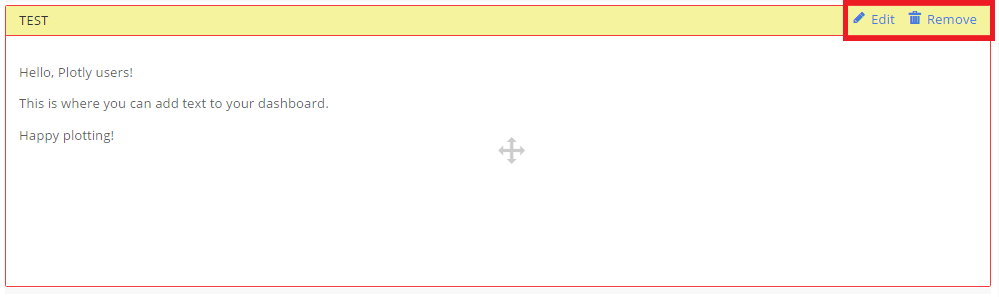 TEST
Edit Remove
Hello, Plotly users!
This is where you can add text to your dashboard.
Happy plotting!